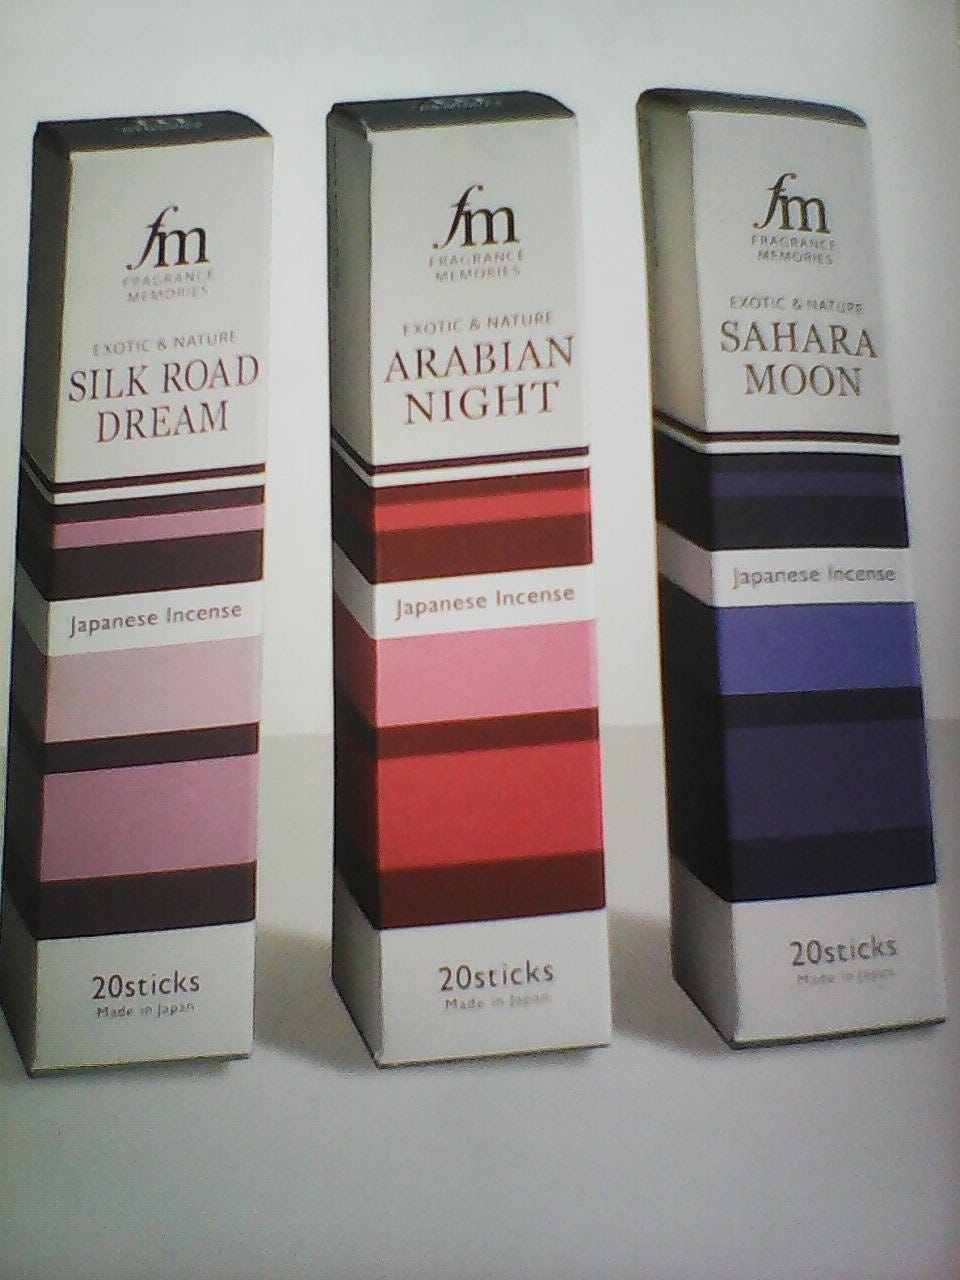 fm
FRAGRANCE
MEMORIES
EXOTIC & NATURE
SILK ROAD
DREAM
Japanese Incense
20sticks
Made in Japan
fm
FRAGRANCE
MEMORIES
EXOTIC & NATURE
ARABIAN
NIGHT
Japanese Incense
20sticks
Made in Japan
fm
FRAGRANCE
MEMORIES
EXOTIC & NATURE
SAHARA
MOON
Japanese Incense
20sticks
Made in Japan